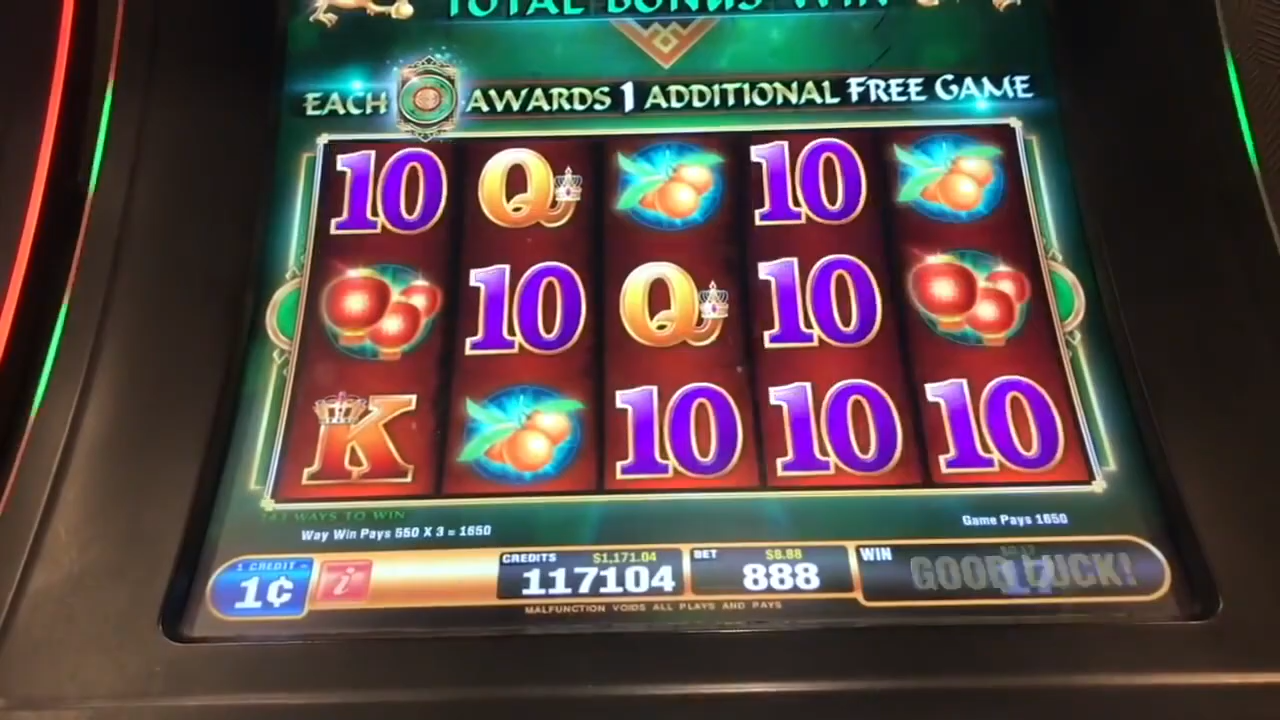 TOTAL BONUS WIN
EACH AWARDS 1 ADDITIONAL FREE GAME
10 Q 10
10 Q 10
K 10 10 10
243 WAYS TO WIN
Way Win Pays 550 X 3 = 1650
Game Pays 1650
1 CREDIT =
1¢
i
CREDITS $1,171.04
117104
BET $8.88
888
WIN
GOOD LUCK!
MALFUNCTION VOIDS ALL PLAYS AND PAYS